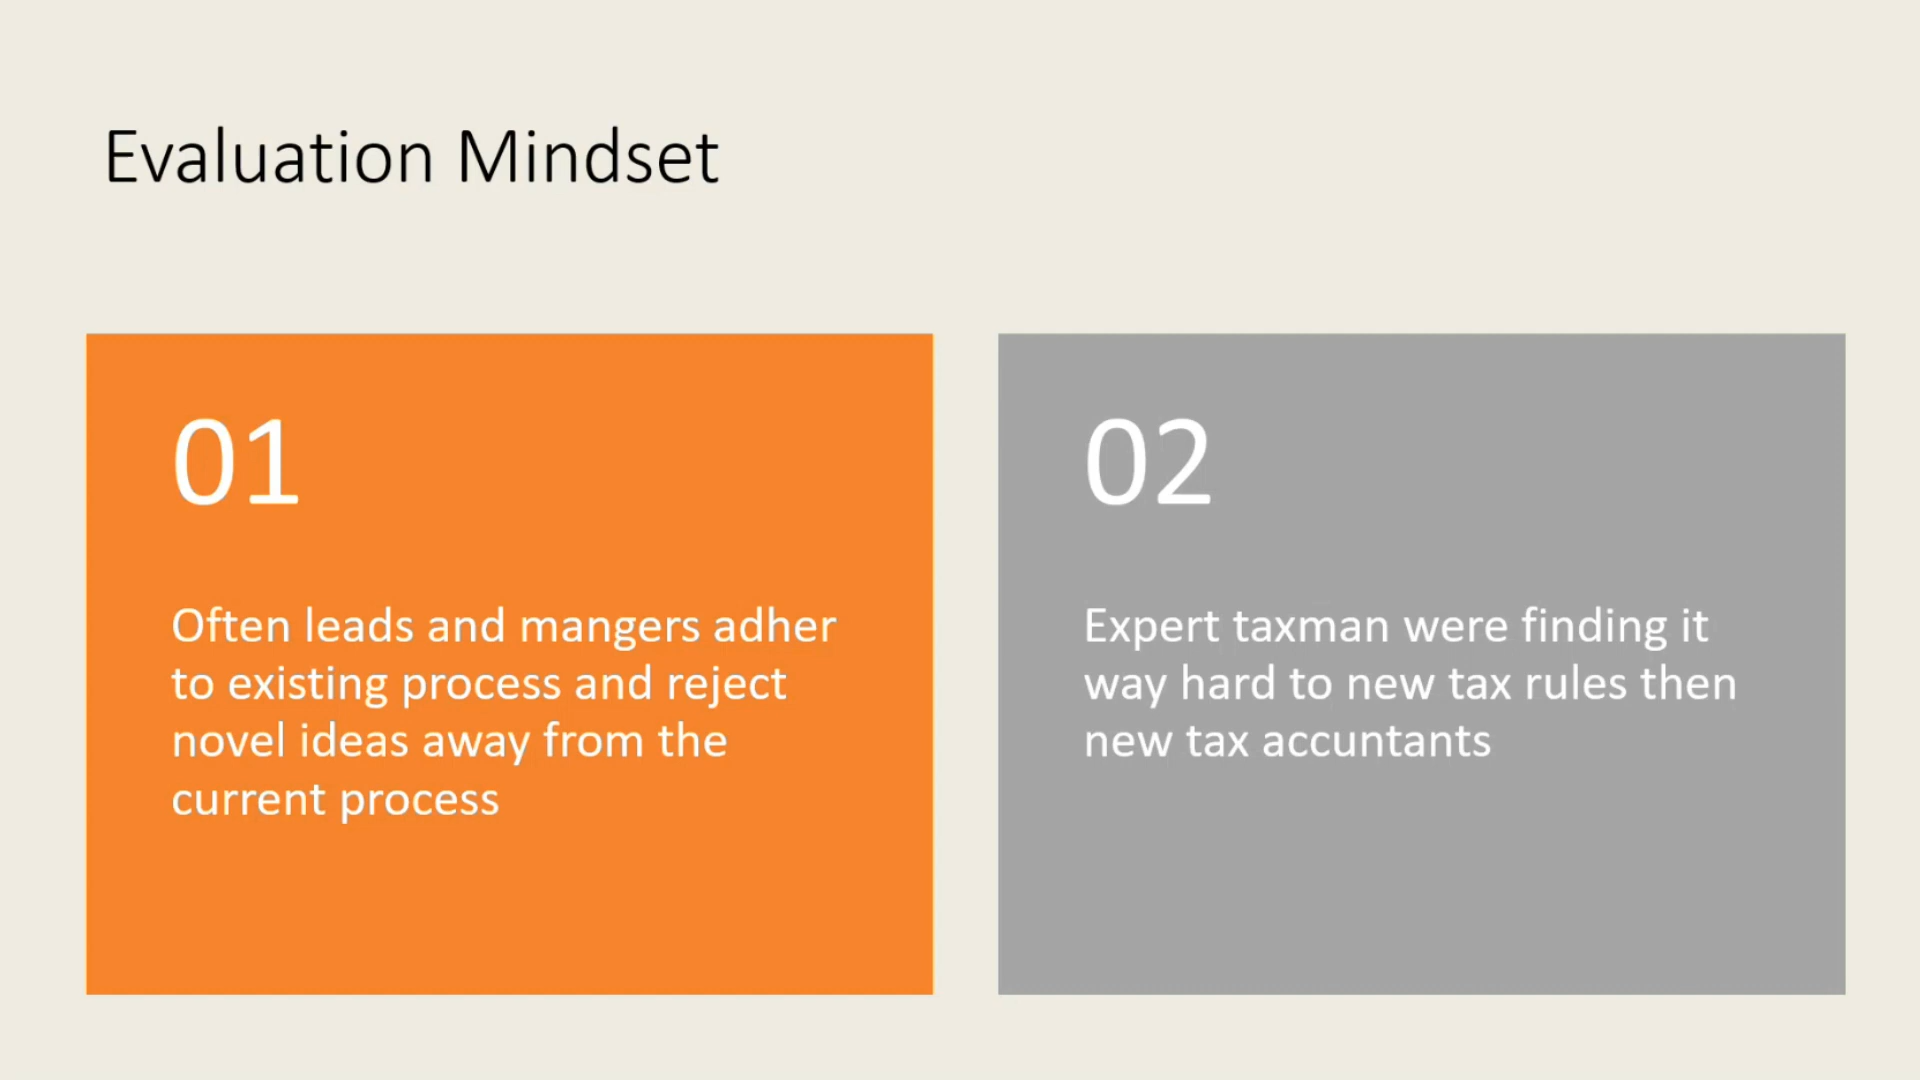 Evaluation Mindset
01
Often leads and mangers adher
to existing process and reject
novel ideas away from the
current process
02
Expert taxman were finding it
way hard to new tax rules then
new tax accuntants